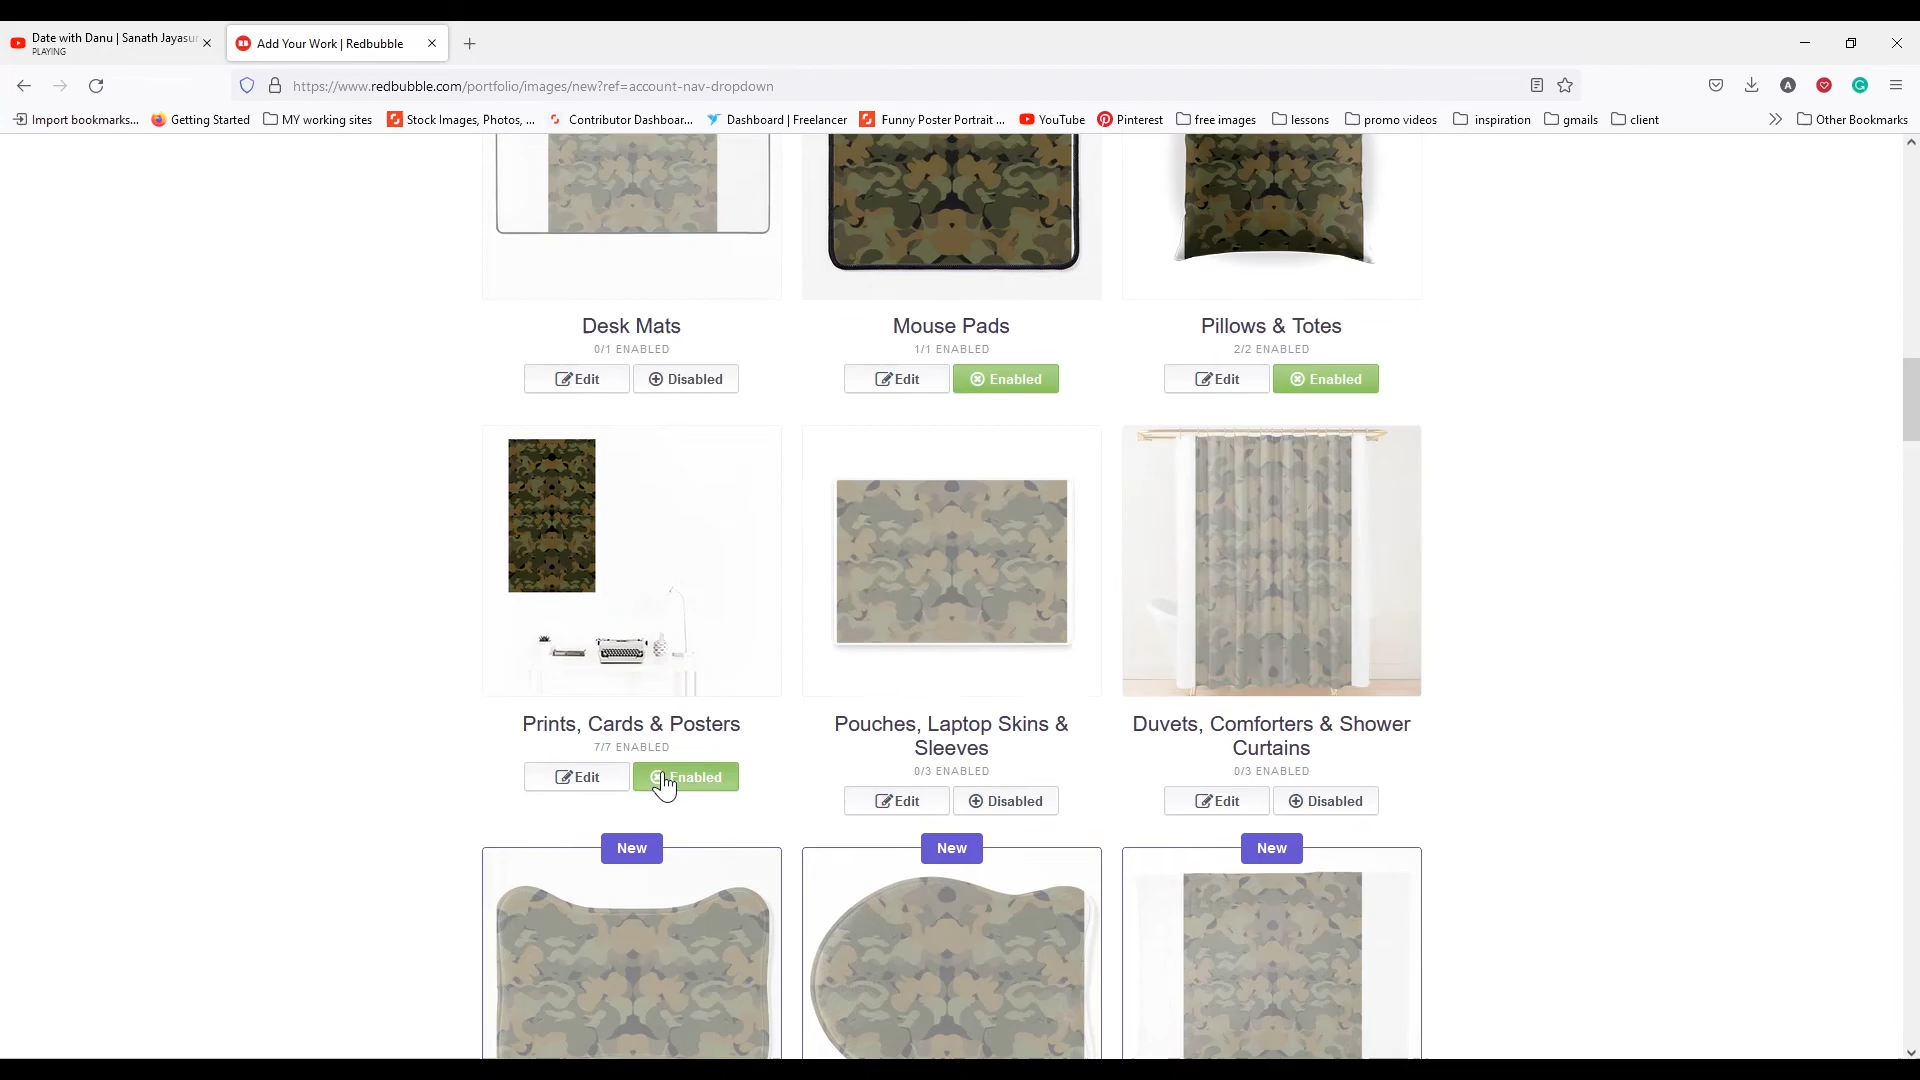 Date with Danu | Sanath Jayasu
PLAYING
Add Your Work | Redbubble
https://www.redbubble.com/portfolio/images/new?ref=account-nav-dropdown
Import bookmarks... Getting Started MY working sites Stock Images, Photos, ... Contributor Dashboar... Dashboard | Freelancer Funny Poster Portrait ... YouTube Pinterest free images lessons promo videos inspiration gmails client Other Bookmarks
Desk Mats Mouse Pads Pillows & Totes
0/1 ENABLED 1/1 ENABLED 2/2 ENABLED
Edit Disabled Edit Enabled Edit Enabled
Prints, Cards & Posters
7/7 ENABLED
Edit Enabled
Pouches, Laptop Skins &
Sleeves
0/3 ENABLED
Edit Disabled
Duvets, Comforters & Shower
Curtains
0/3 ENABLED
Edit Disabled
New New New